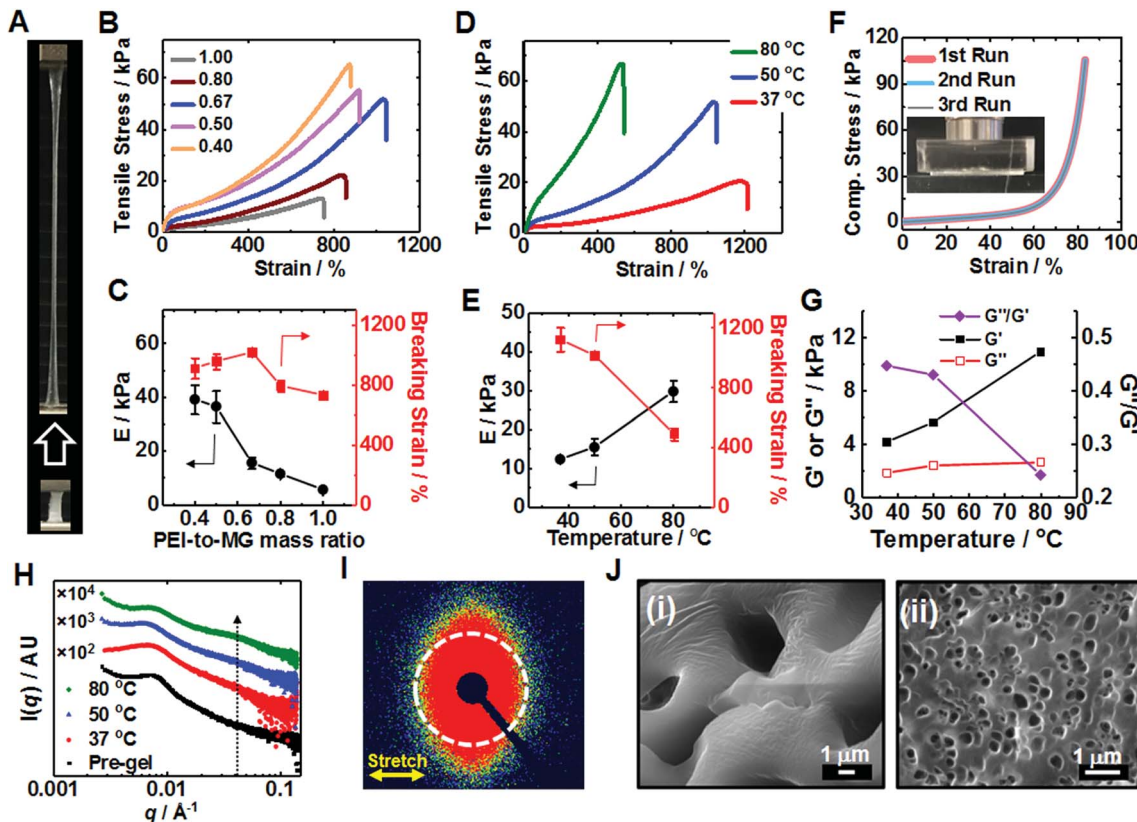 A
B
Tensile Stress / kPa
60
40
20
0
1.00
0.80
0.67
0.50
0.40
0 400 800 1200
Strain / %
D
Tensile Stress / kPa
60
40
20
0
80 °C
50 °C
37 °C
0 400 800 1200
Strain / %
F
Comp. Stress / kPa
120
90
60
30
0
1st Run
2nd Run
3rd Run
0 20 40 60 80 100
Strain / %
C
E / kPa
60
40
20
0
1200
800
400
0
Breaking Strain / %
0.4 0.6 0.8 1.0
PEI-to-MG mass ratio
E
E / kPa
50
40
30
20
10
0
1200
800
400
0
Breaking Strain / %
40 60 80
Temperature / °C
G
G' or G'' / kPa
12
8
4
0
G''/G'
G'
G''
0.5
0.4
0.3
0.2
G''/G'
30 40 50 60 70 80 90
Temperature / °C
H
I(q) / AU
×10⁴
×10³
×10²
80 °C
50 °C
37 °C
Pre-gel
0.001 0.01 0.1
q / Å⁻¹
I
Stretch
J
(i)
1 μm
(ii)
1 μm